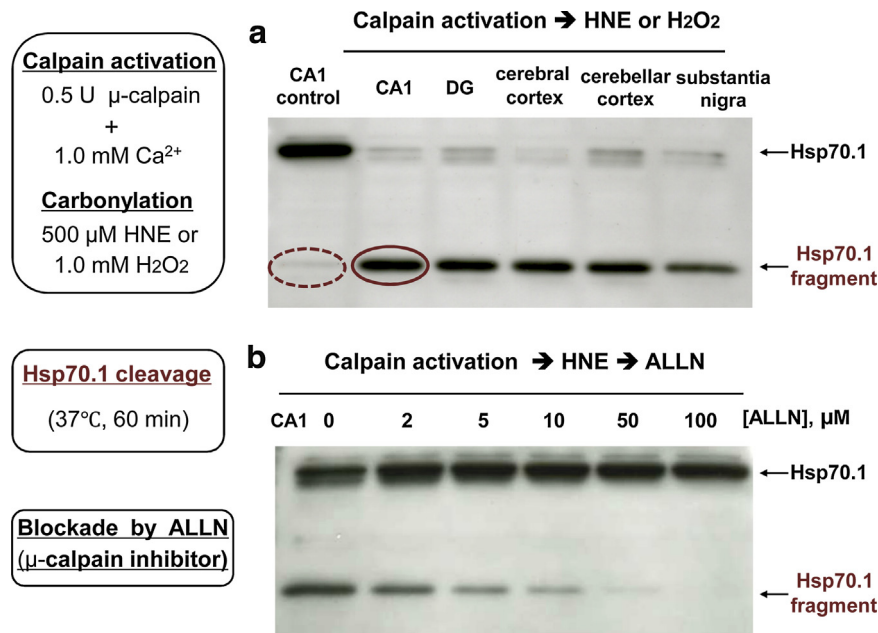 Calpain activation
0.5 U μ-calpain
+
1.0 mM Ca²⁺
Carbonylation
500 μM HNE or
1.0 mM H₂O₂
Hsp70.1 cleavage
(37℃, 60 min)
Blockade by ALLN
(μ-calpain inhibitor)
a
Calpain activation ➔ HNE or H₂O₂
CA1 control
CA1
DG
cerebral cortex
cerebellar cortex
substantia nigra
Hsp70.1
Hsp70.1
fragment
b
Calpain activation ➔ HNE ➔ ALLN
CA1 0 2 5 10 50 100 [ALLN], μM
Hsp70.1
Hsp70.1
fragment